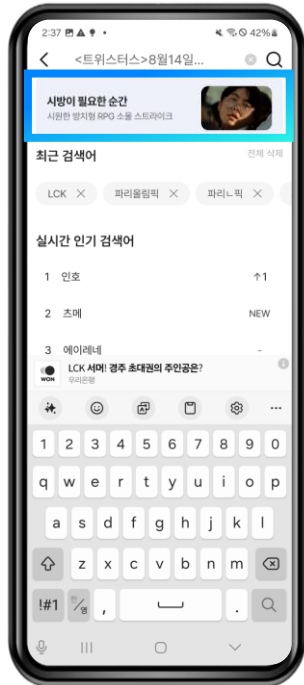 2:37
42%
<트위스터스>8월14일...
시방이 필요한 순간
시원한 방치형 RPG 소울 스트라이크
최근 검색어
전체 삭제
LCK ×
파리올림픽 ×
파리ㄴ픽 ×
실시간 인기 검색어
1 인호 ↑1
2 츠메 NEW
3 에이레네 -
LCK 서머! 경주 초대권의 주인공은?
WON
우리은행
1 2 3 4 5 6 7 8 9 0
q w e r t y u i o p
a s d f g h j k l
z x c v b n m
!#1 한/영 , .